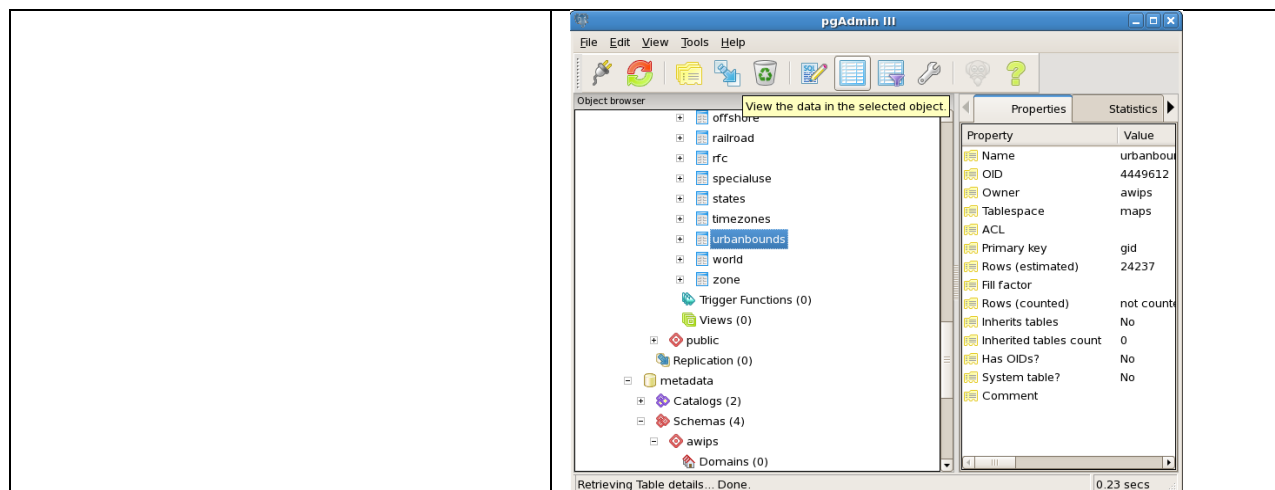 pgAdmin III
File Edit View Tools Help
Object browser
View the data in the selected object.
offshore
railroad
rfc
specialuse
states
timezones
urbanbounds
world
zone
Trigger Functions (0)
Views (0)
public
Replication (0)
metadata
Catalogs (2)
Schemas (4)
awips
Domains (0)
Properties Statistics
Property Value
Name urbanbou
OID 4449612
Owner awips
Tablespace maps
ACL
Primary key gid
Rows (estimated) 24237
Fill factor
Rows (counted) not counte
Inherits tables No
Inherited tables count 0
Has OIDs? No
System table? No
Comment
Retrieving Table details... Done. 0.23 secs